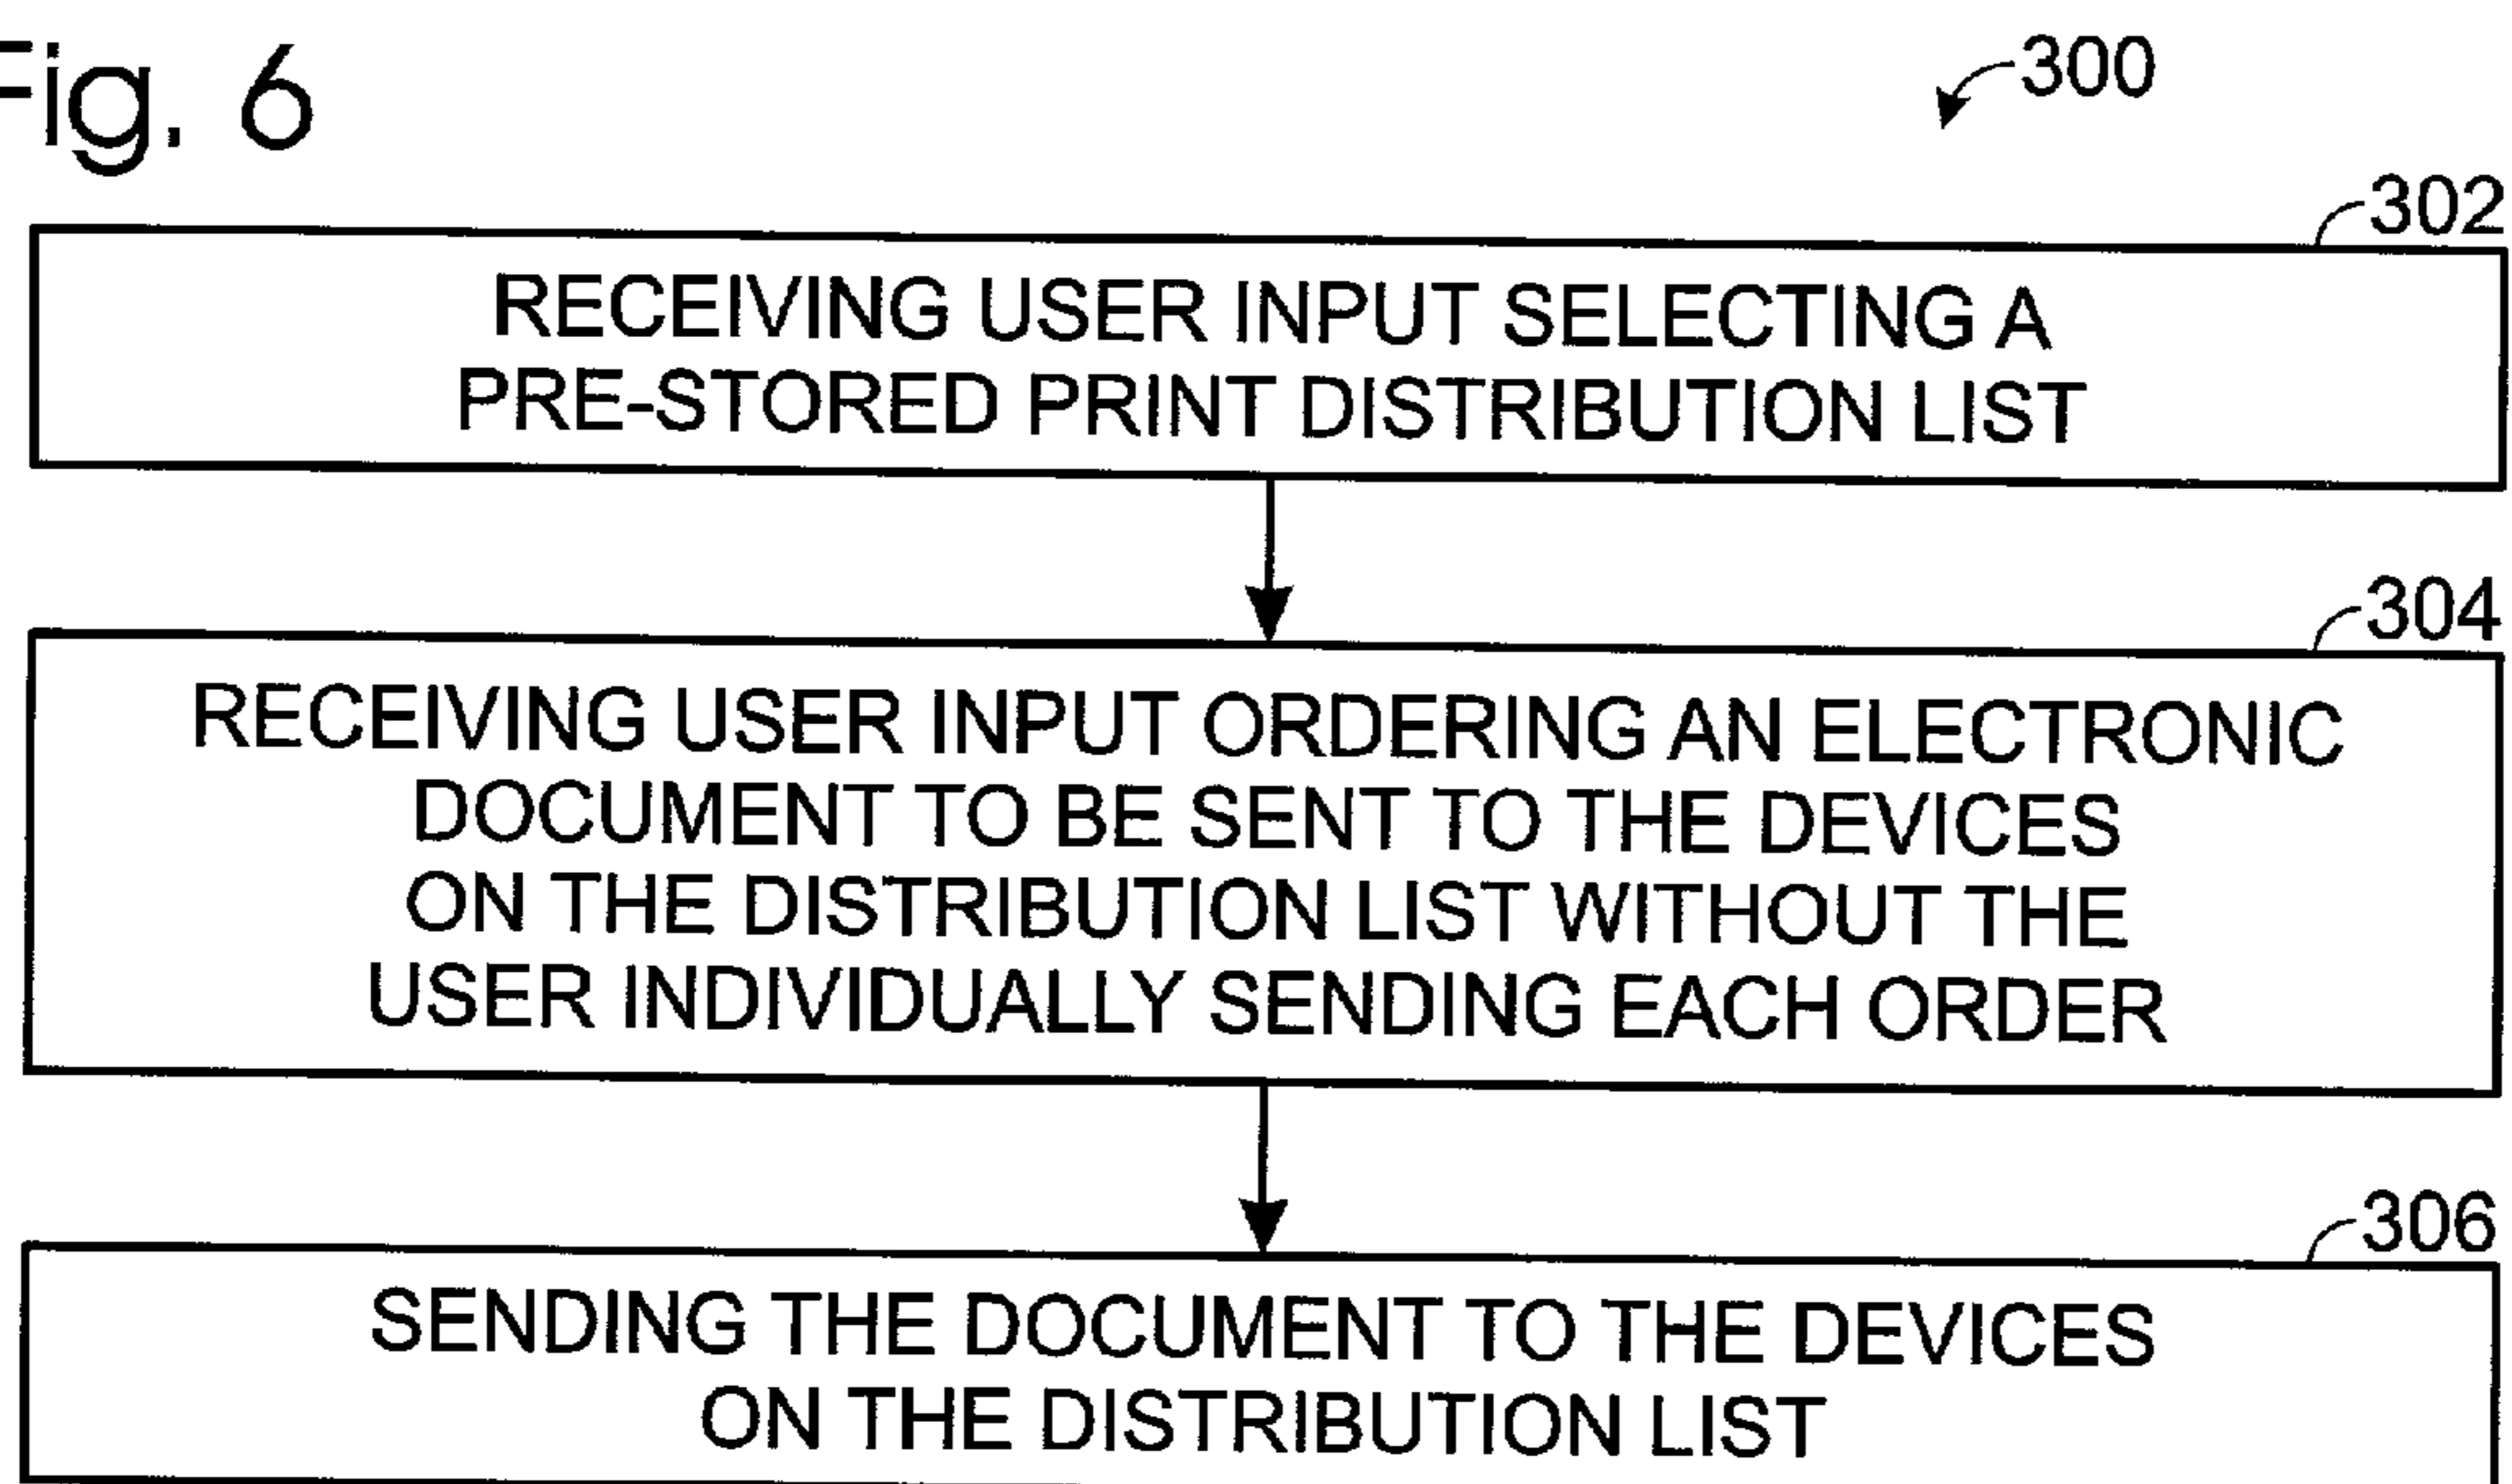 Fig. 6
300
302
RECEIVING USER INPUT SELECTING A
PRE-STORED PRINT DISTRIBUTION LIST
304
RECEIVING USER INPUT ORDERING AN ELECTRONIC
DOCUMENT TO BE SENT TO THE DEVICES
ON THE DISTRIBUTION LIST WITHOUT THE
USER INDIVIDUALLY SENDING EACH ORDER
306
SENDING THE DOCUMENT TO THE DEVICES
ON THE DISTRIBUTION LIST